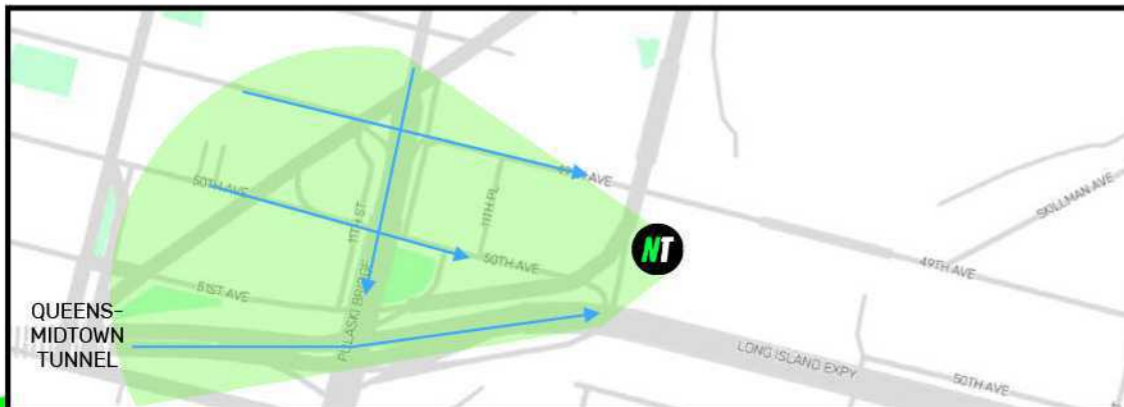 49TH AVE
50TH AVE
11TH ST
11TH PL
SKILLMAN AVE
NT
50TH AVE
49TH AVE
51ST AVE
QUEENS-
MIDTOWN
TUNNEL
PULASKI BRIDGE
LONG ISLAND EXPY
50TH AVE